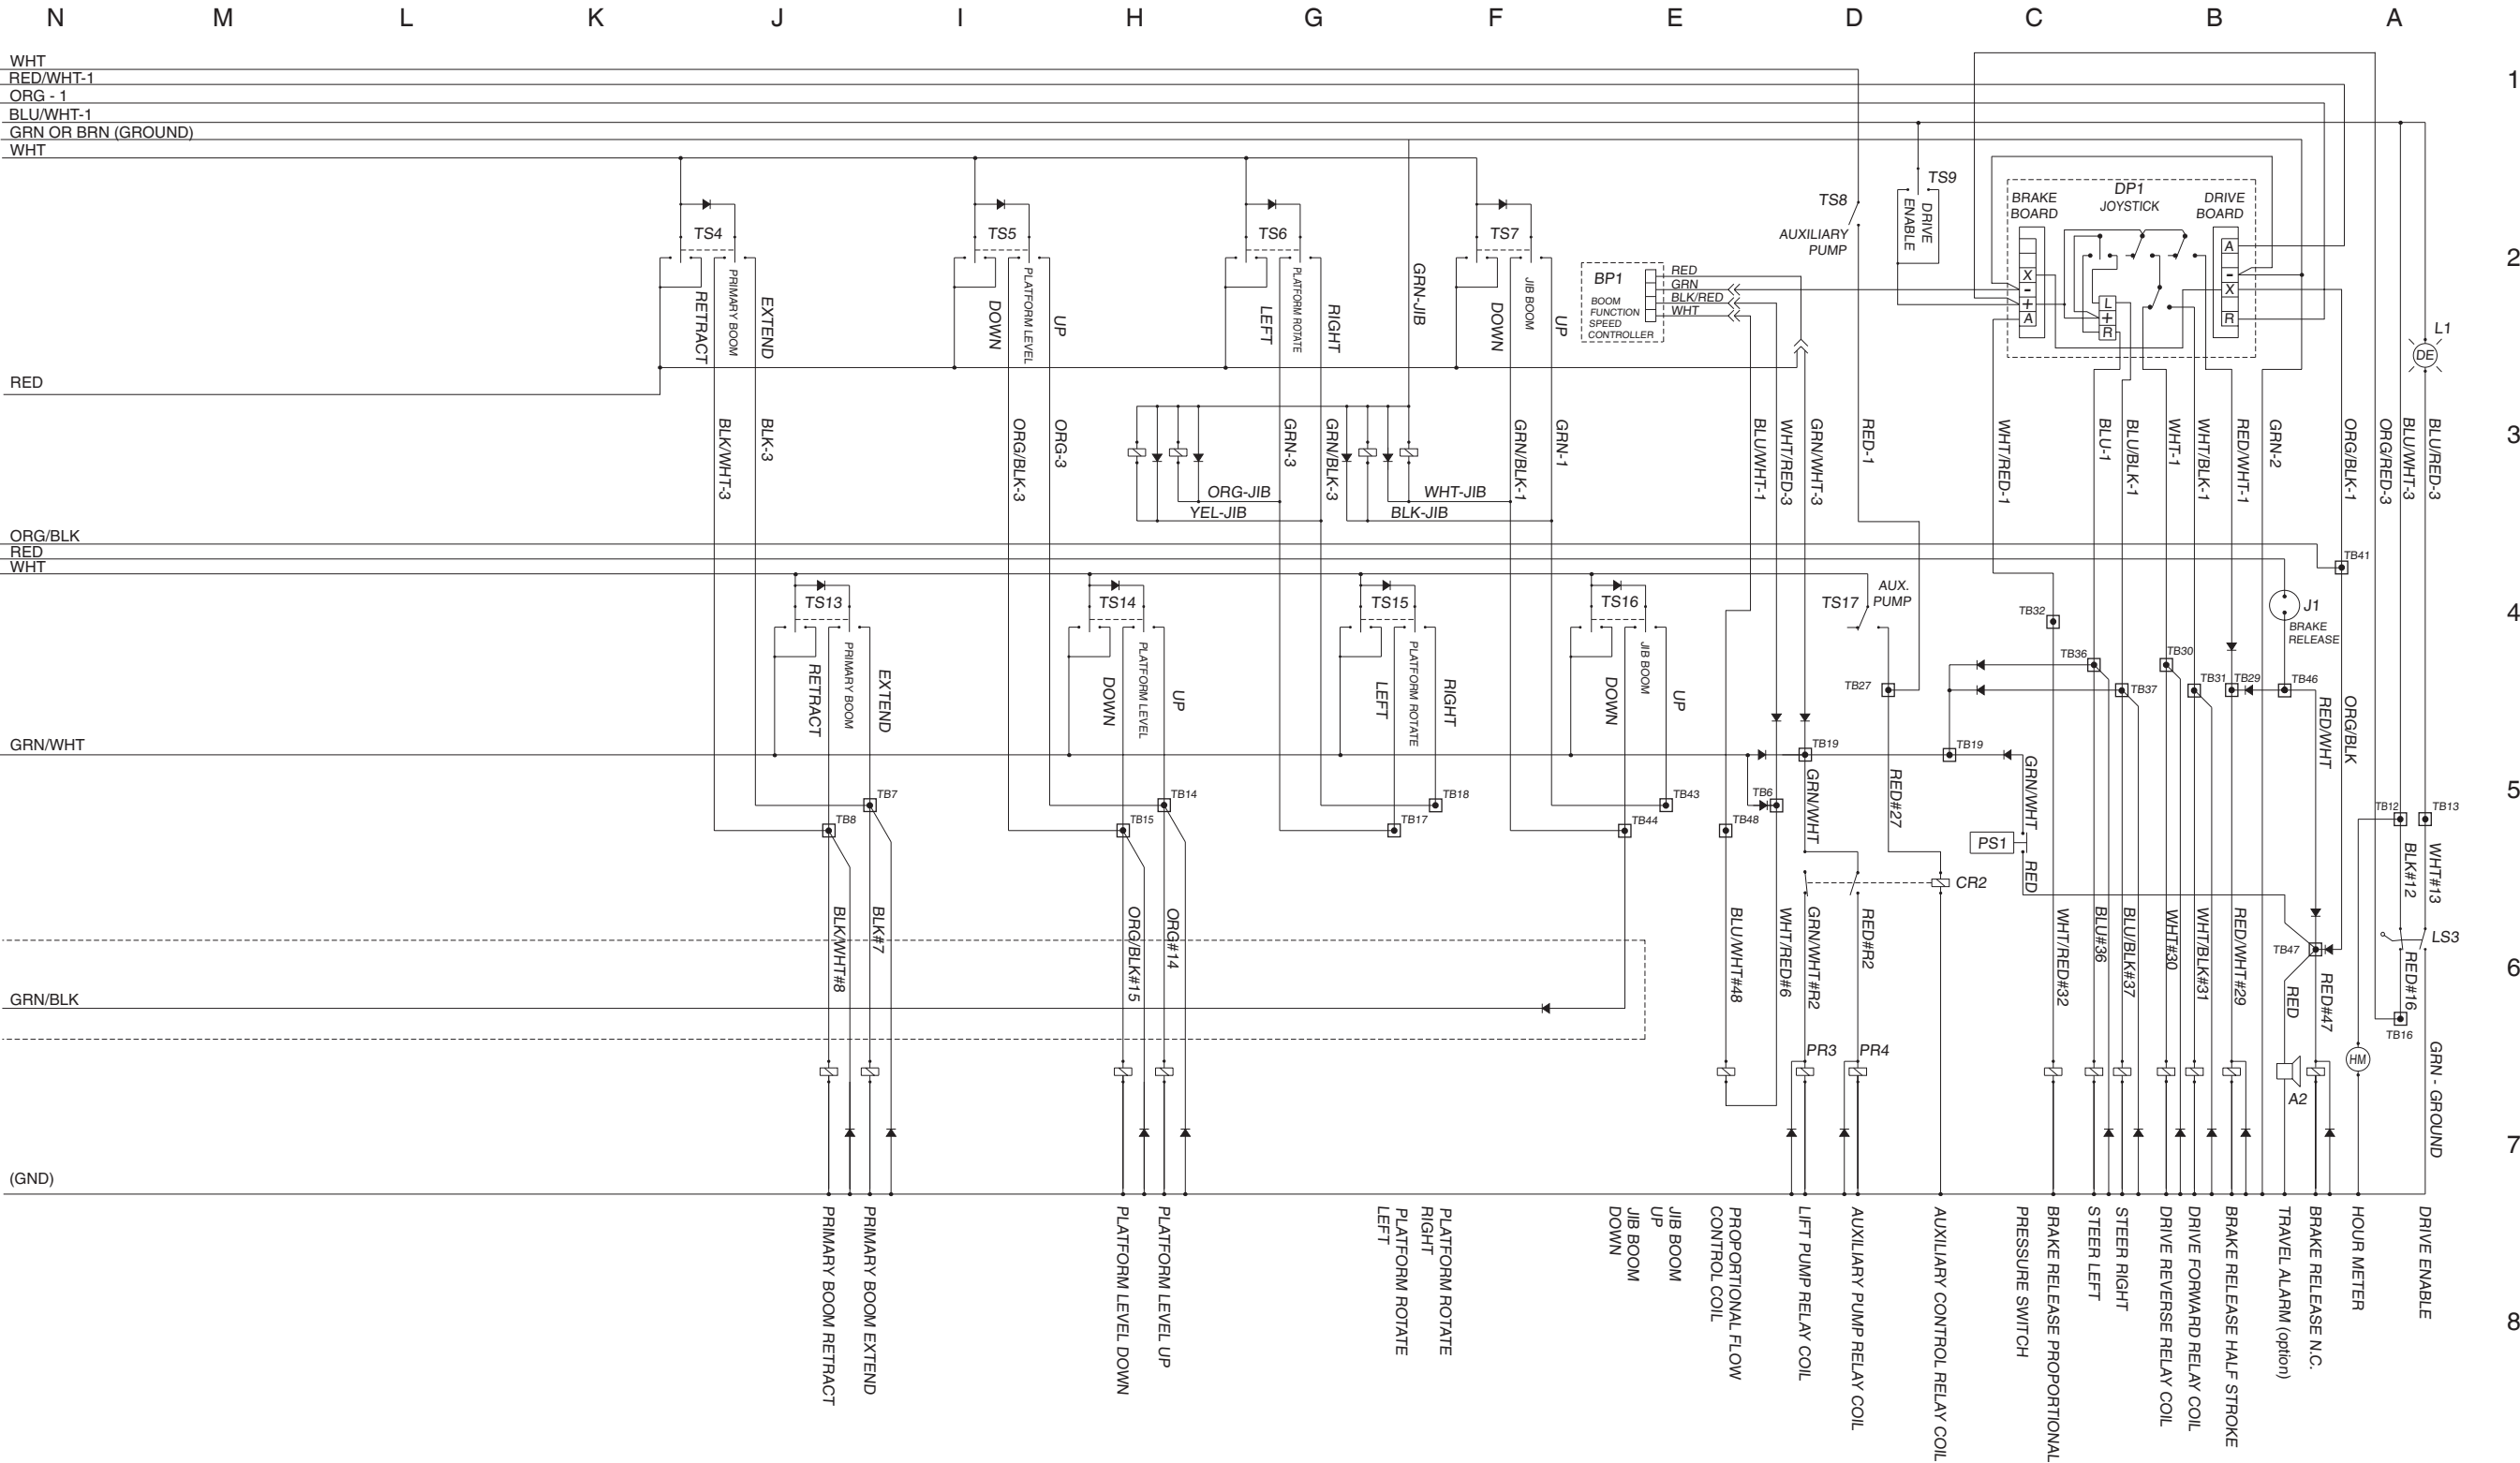 N M L K J I H G F E D C B A
WHT
RED/WHT-1
ORG - 1
BLU/WHT-1
GRN OR BRN (GROUND)
WHT
1
TS4
PRIMARY BOOM
RETRACT
EXTEND
TS5
PLATFORM LEVEL
DOWN
UP
TS6
PLATFORM ROTATE
LEFT
RIGHT
GRN-JIB
TS7
JIB BOOM
DOWN
UP
BP1
BOOM
FUNCTION
SPEED
CONTROLLER
RED
GRN
BLK/RED
WHT
TS8
AUXILIARY
PUMP
TS9
DRIVE
ENABLE
BRAKE
BOARD
DP1
JOYSTICK
DRIVE
BOARD
X
-
+
A
L
+
R
A
-
X
R
2
L1
DE
RED
BLK/WHT-3
BLK-3
ORG/BLK-3
ORG-3
GRN-3
GRN/BLK-3
ORG-JIB
YEL-JIB
WHT-JIB
BLK-JIB
GRN/BLK-1
GRN-1
BLU/WHT-1
WHT/RED-3
GRN/WHT-3
RED-1
WHT/RED-1
BLU-1
BLU/BLK-1
WHT-1
WHT/BLK-1
RED/WHT-1
GRN-2
ORG/BLK-1
ORG/RED-3
BLU/WHT-3
BLU/RED-3
3
ORG/BLK
RED
WHT
TB41
TS13
PRIMARY BOOM
RETRACT
EXTEND
TS14
PLATFORM LEVEL
DOWN
UP
TS15
PLATFORM ROTATE
LEFT
RIGHT
TS16
JIB BOOM
DOWN
UP
TS17
AUX.
PUMP
TB27
TB32
TB36
TB37
TB30
TB31
TB29
TB46
J1
BRAKE
RELEASE
4
RED/WHT
ORG/BLK
GRN/WHT
TB19
TB19
GRN/WHT
RED#27
GRN/WHT
TB7
TB8
TB14
TB15
TB18
TB17
TB43
TB44
TB6
TB48
TB12
TB13
5
PS1
RED
CR2
BLK#12
WHT#13
BLK/WHT#8
BLK#7
ORG/BLK#15
ORG#14
BLU/WHT#48
WHT/RED#6
GRN/WHT#R2
RED#R2
WHT/RED#32
BLU#36
BLU/BLK#37
WHT#30
WHT/BLK#31
RED/WHT#29
TB47
RED
RED#47
LS3
RED#16
TB16
6
GRN/BLK
PR3
PR4
A2
HM
GRN - GROUND
7
(GND)
PRIMARY BOOM RETRACT
PRIMARY BOOM EXTEND
PLATFORM LEVEL DOWN
PLATFORM LEVEL UP
PLATFORM ROTATE
LEFT
PLATFORM ROTATE
RIGHT
JIB BOOM
DOWN
JIB BOOM
UP
PROPORTIONAL FLOW
CONTROL COIL
LIFT PUMP RELAY COIL
AUXILIARY PUMP RELAY COIL
AUXILIARY CONTROL RELAY COIL
PRESSURE SWITCH
BRAKE RELEASE PROPORTIONAL
STEER LEFT
STEER RIGHT
DRIVE REVERSE RELAY COIL
DRIVE FORWARD RELAY COIL
BRAKE RELEASE HALF STROKE
TRAVEL ALARM (option)
BRAKE RELEASE N.C.
HOUR METER
DRIVE ENABLE
8